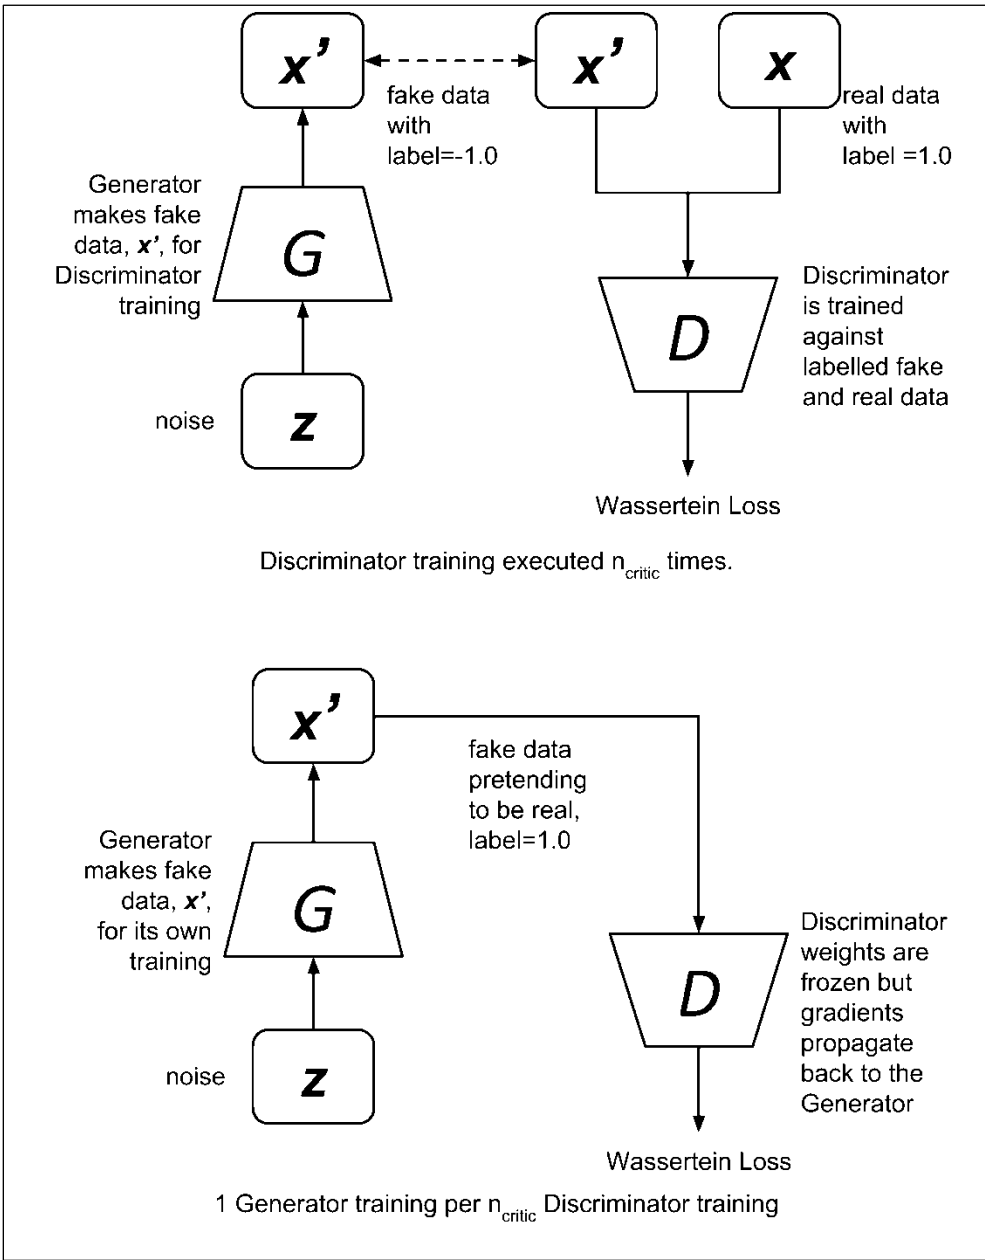 x’
x’
x
fake data
with
label=-1.0
real data
with
label =1.0
Generator
makes fake
data, x’, for
Discriminator
training
G
Discriminator
is trained
against
labelled fake
and real data
D
noise
z
Wassertein Loss
Discriminator training executed n_critic times.
x’
fake data
pretending
to be real,
label=1.0
Generator
makes fake
data, x’,
for its own
training
G
Discriminator
weights are
frozen but
gradients
propagate
back to the
Generator
D
noise
z
Wassertein Loss
1 Generator training per n_critic Discriminator training